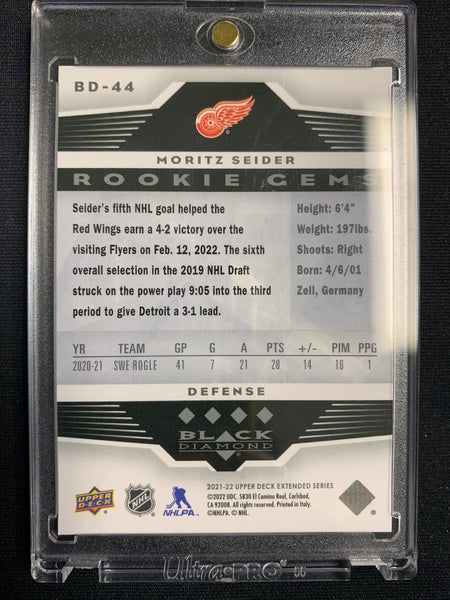 BD-44
MORITZ SEIDER
ROOKIE GEMS
Seider's fifth NHL goal helped the
Red Wings earn a 4-2 victory over the
visiting Flyers on Feb. 12, 2022. The sixth
overall selection in the 2019 NHL Draft
struck on the power play 9:05 into the third
period to give Detroit a 3-1 lead.
Height: 6'4"
Weight: 197lbs.
Shoots: Right
Born: 4/6/01
Zell, Germany
YR TEAM GP G A PTS +/- PIM PPG
2020-21 SWE ROGLE 41 7 21 28 14 16 1
DEFENSE
BLACK
DIAMOND
2021-22 UPPER DECK EXTENDED SERIES
©2022 UDC. 5830 El Camino Real, Carlsbad,
CA 92008. All rights reserved. Printed in Italy.
©NHLPA. © NHL.
UPPER DECK
NHL
NHLPA
Ultra·PRO